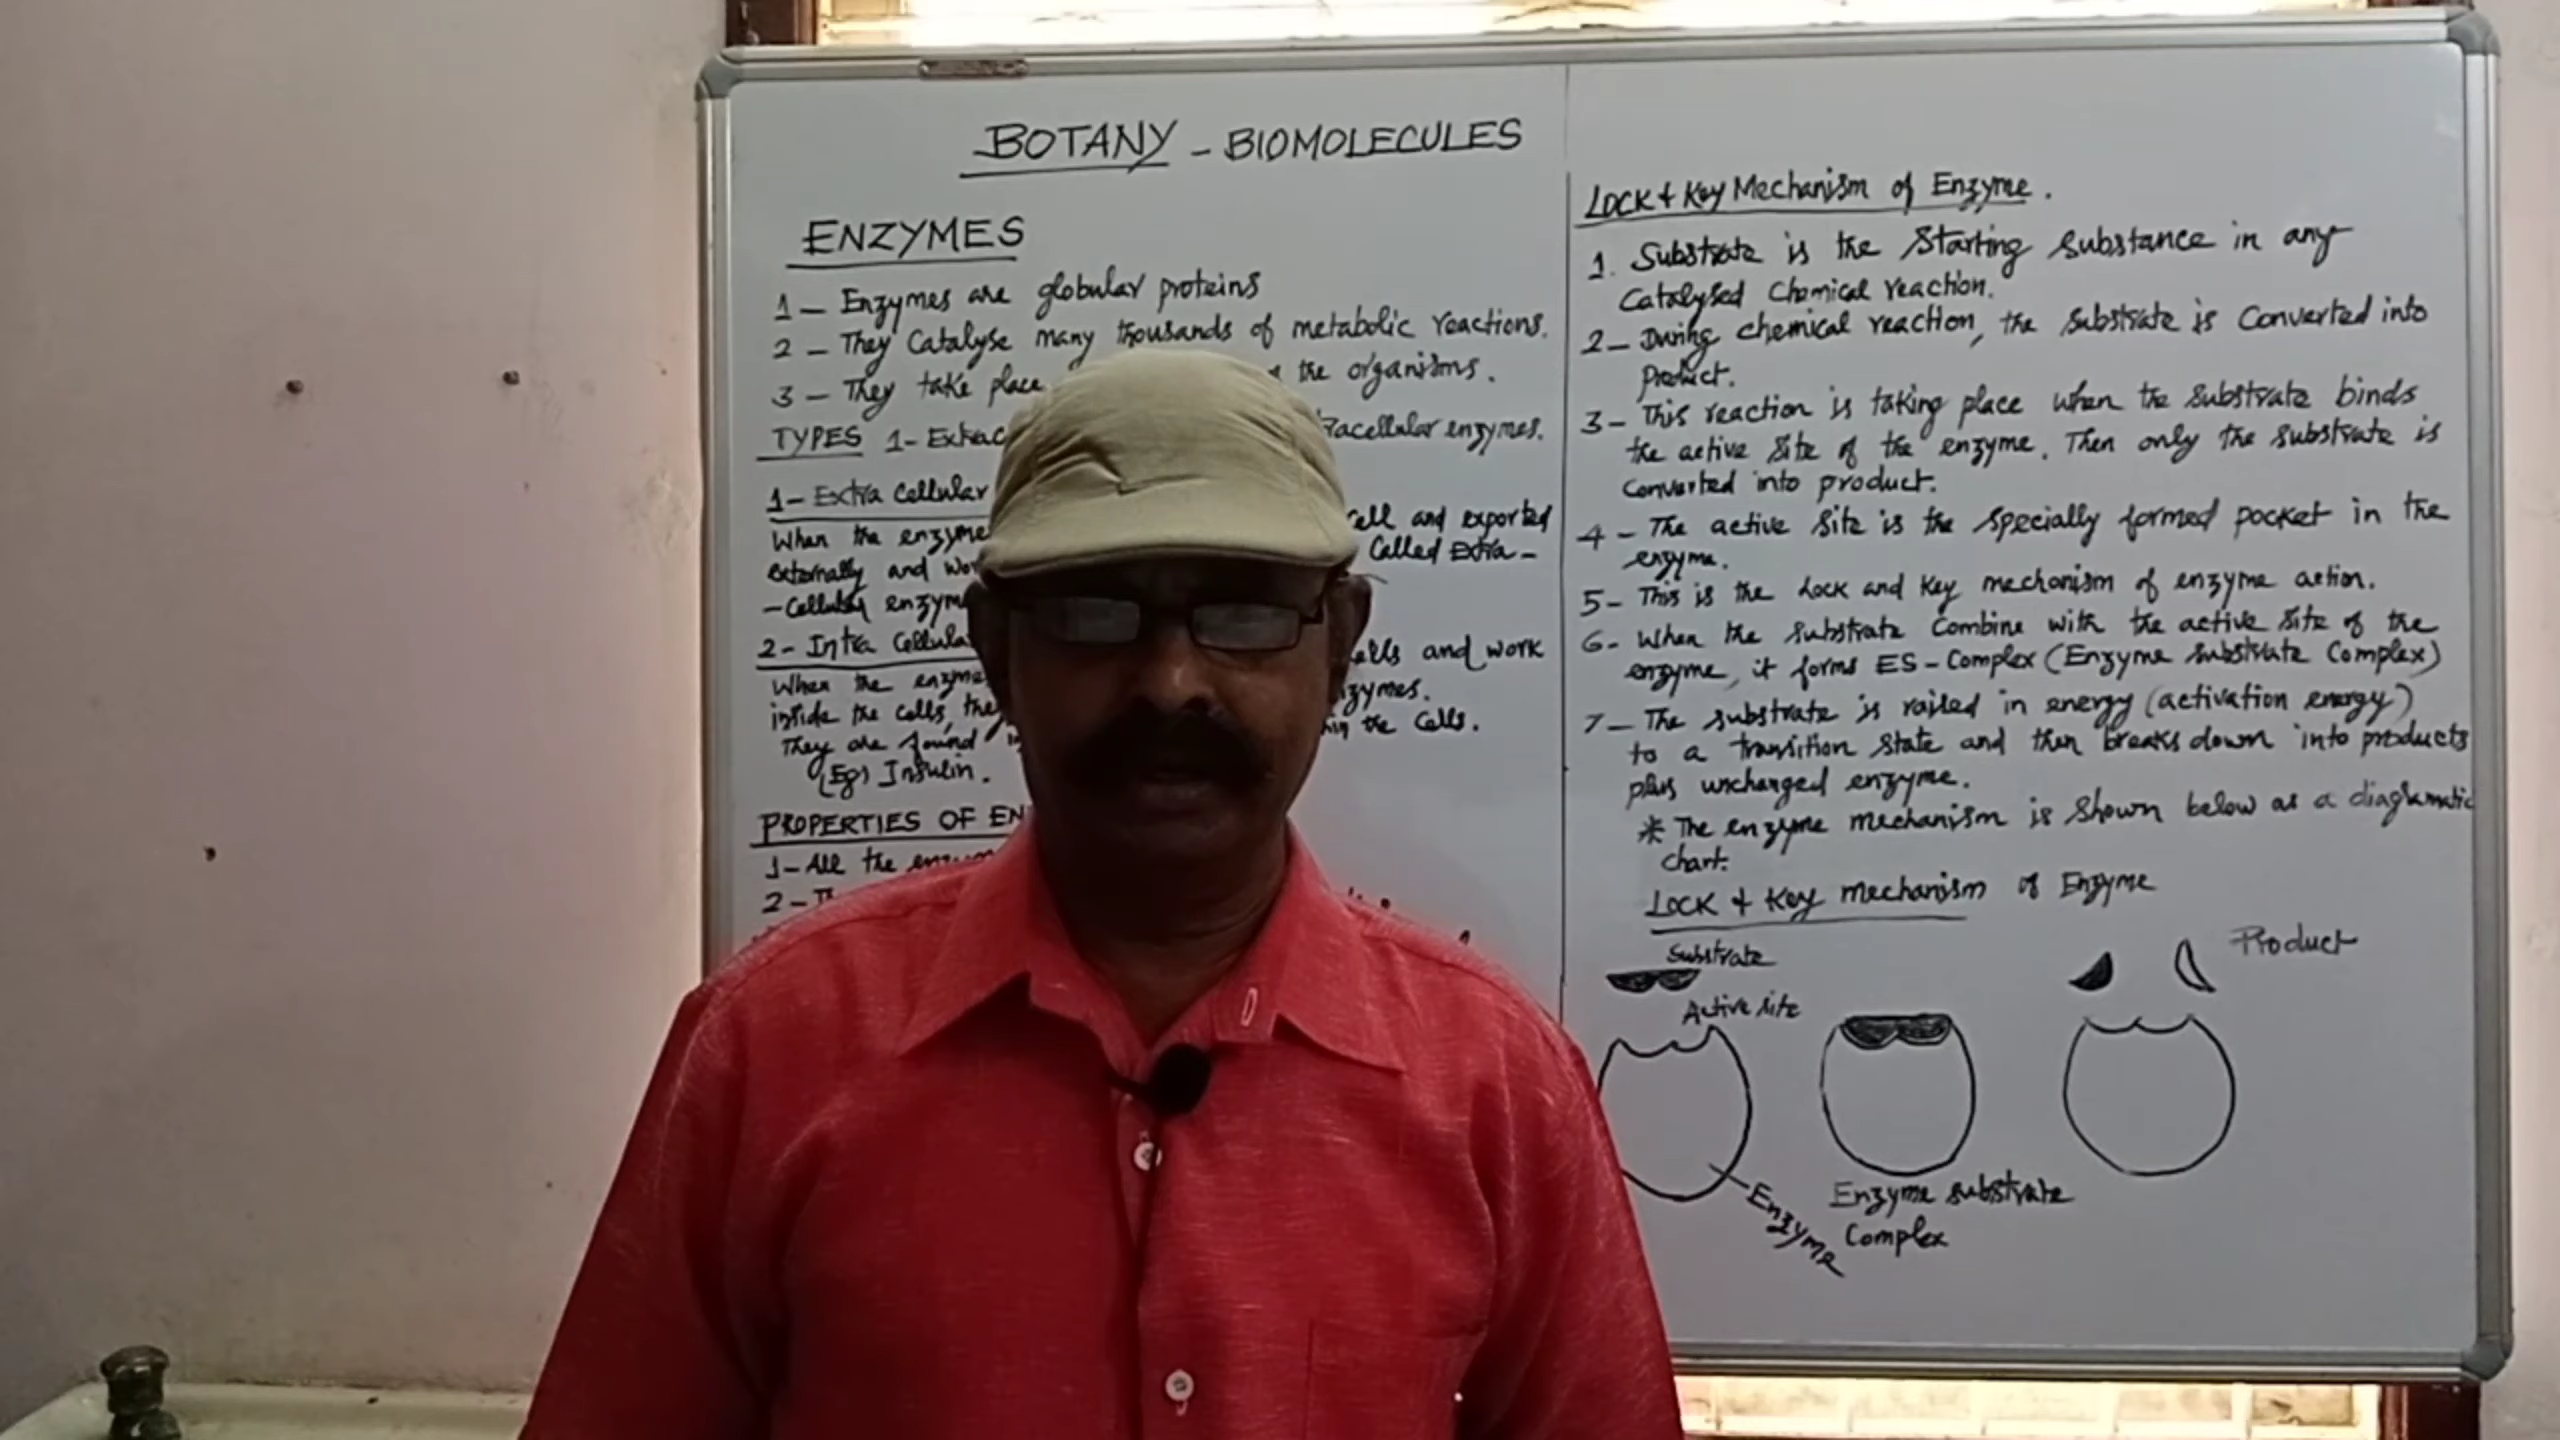 BOTANY - BIOMOLECULES
ENZYMES
1 - Enzymes are globular proteins
2 - They Catalyse many thousands of metabolic reactions.
3 - They take place the organisms.
TYPES 1 - Extrac racellular enzymes.
1 - Extra Cellular
When the enzyme Cell and exported
externally and wor Called Extra -
- Cellular enzyme
2 - Intra Cellula
When the enzyme cells and work
inside the cells, the zymes.
They are found in the Cells.
(Eg) Insulin.
PROPERTIES OF EN
1 - All the enzym
2 - Th
Lock & Key Mechanism of Enzyme.
1. Substrate is the Starting substance in any
Catalysed Chemical reaction.
2 - During chemical reaction, the substrate is Converted into
Product.
3 - This reaction is taking place when the substrate binds
the active site of the enzyme. Then only the substrate is
Converted into product.
4 - The active site is the specially formed pocket in the
enzyme.
5 - This is the Lock and Key mechanism of enzyme action.
6 - When the substrate combine with the active site of the
enzyme, it forms ES - Complex (Enzyme substrate Complex)
7 - The substrate is raised in energy (activation energy)
to a transition state and then breaks down into products
plus unchanged enzyme.
* The enzyme mechanism is shown below as a diagramatic
chart.
Lock & Key mechanism of Enzyme
Substrate
Active site
Product
Enzyme
Enzyme substrate
Complex